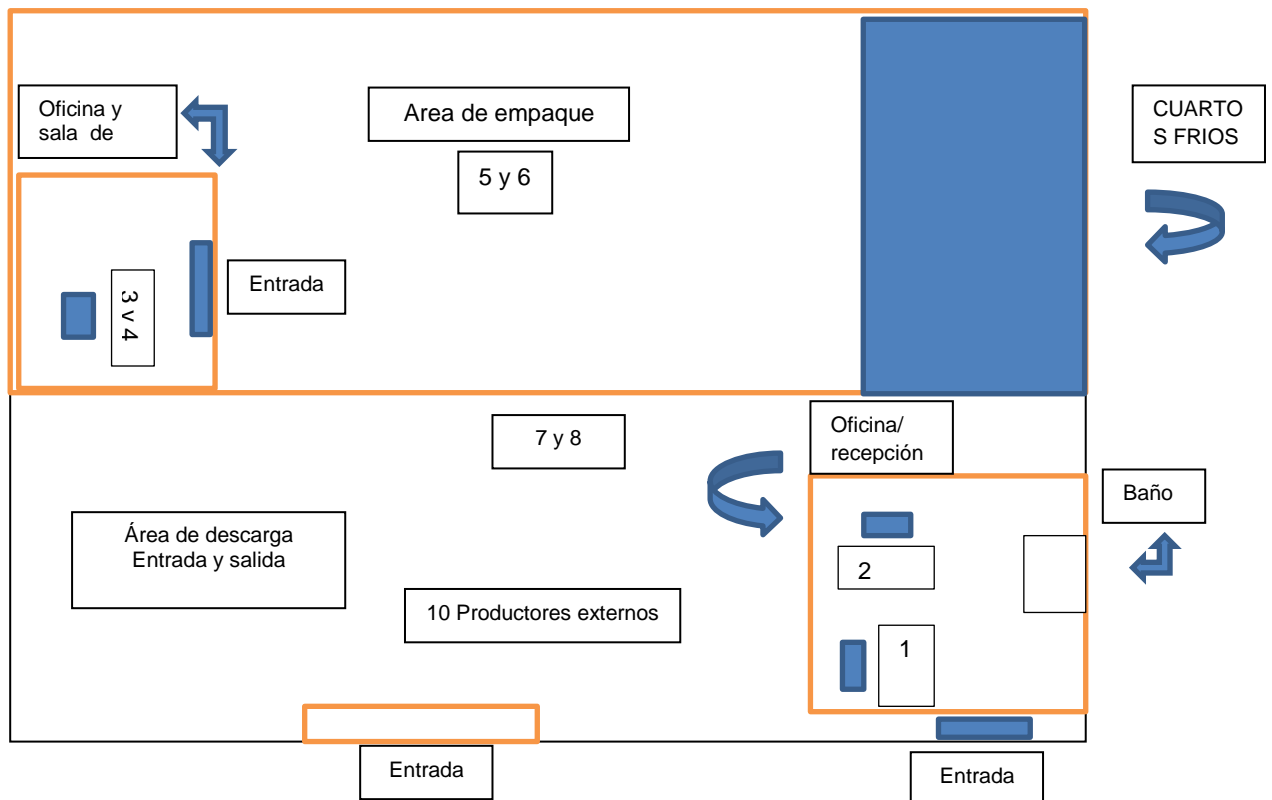 Oficina y
sala de
Area de empaque
CUARTO
S FRIOS
5 y 6
Entrada
3 y 4
7 y 8
Oficina/
recepción
Baño
Área de descarga
Entrada y salida
2
10 Productores externos
1
Entrada
Entrada